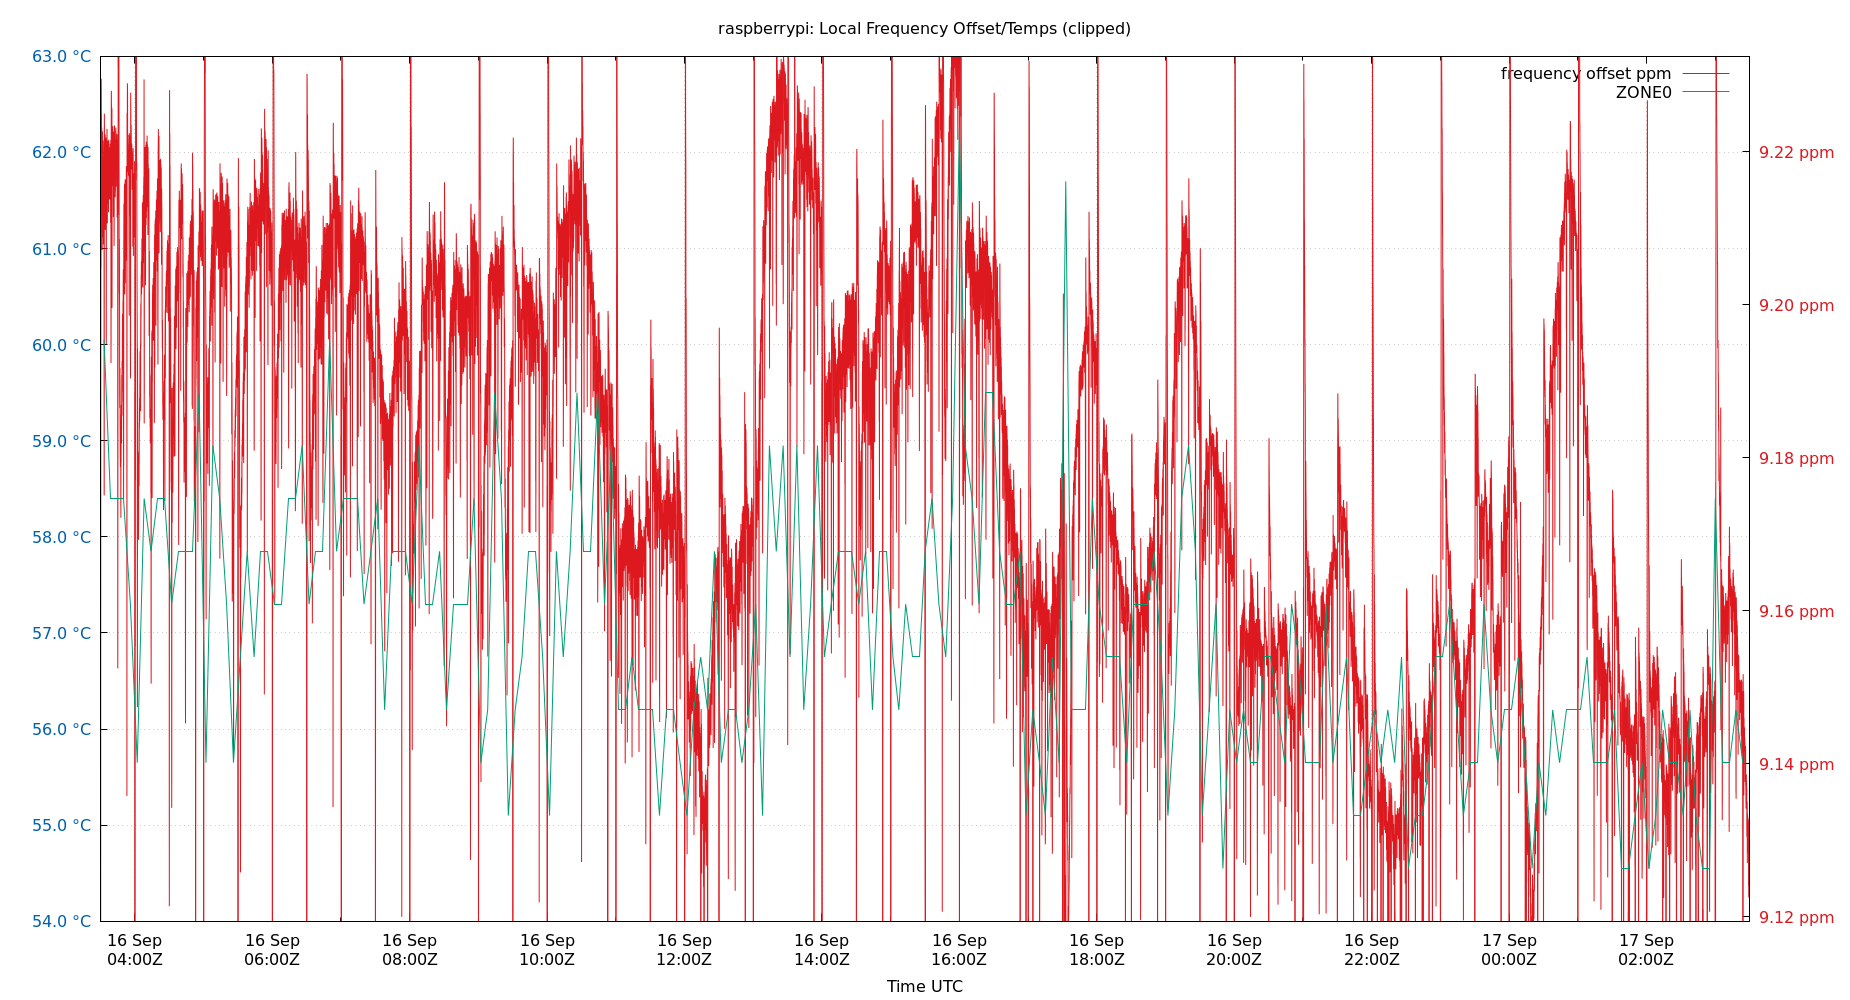 raspberrypi: Local Frequency Offset/Temps (clipped)
63.0 °C
62.0 °C
61.0 °C
60.0 °C
59.0 °C
58.0 °C
57.0 °C
56.0 °C
55.0 °C
54.0 °C
frequency offset ppm
ZONE0
9.22 ppm
9.20 ppm
9.18 ppm
9.16 ppm
9.14 ppm
9.12 ppm
16 Sep 16 Sep 16 Sep 16 Sep 16 Sep 16 Sep 16 Sep 16 Sep 16 Sep 16 Sep 17 Sep 17 Sep
04:00Z 06:00Z 08:00Z 10:00Z 12:00Z 14:00Z 16:00Z 18:00Z 20:00Z 22:00Z 00:00Z 02:00Z
Time UTC